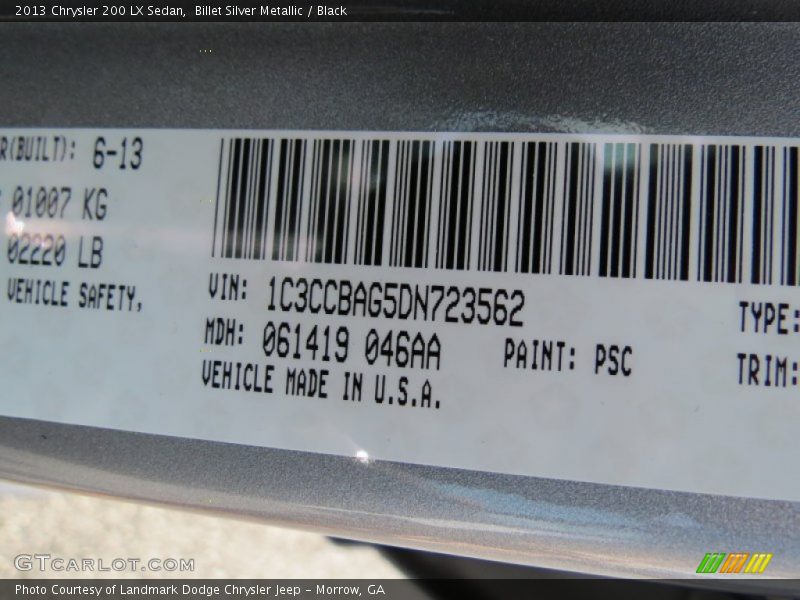 2013 Chrysler 200 LX Sedan, Billet Silver Metallic / Black
R(BUILT): 6-13
01007 KG
02220 LB
VEHICLE SAFETY,
VIN: 1C3CCBAG5DN723562
MDH: 061419 046AA
PAINT: PSC
VEHICLE MADE IN U.S.A.
TYPE:
TRIM:
GTCARLOT.COM
Photo Courtesy of Landmark Dodge Chrysler Jeep - Morrow, GA